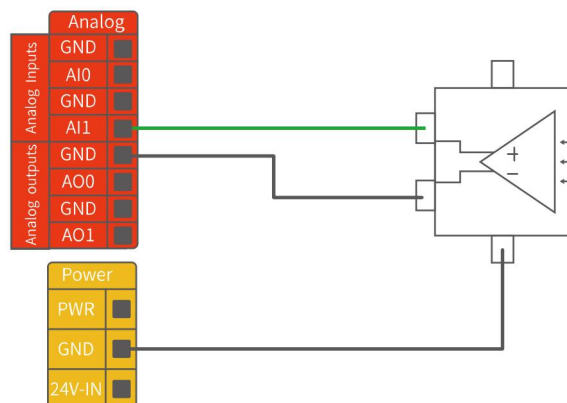 Analog
Analog Inputs
GND
AI0
GND
AI1
Analog outputs
GND
AO0
GND
AO1
+
−
Power
PWR
GND
24V-IN